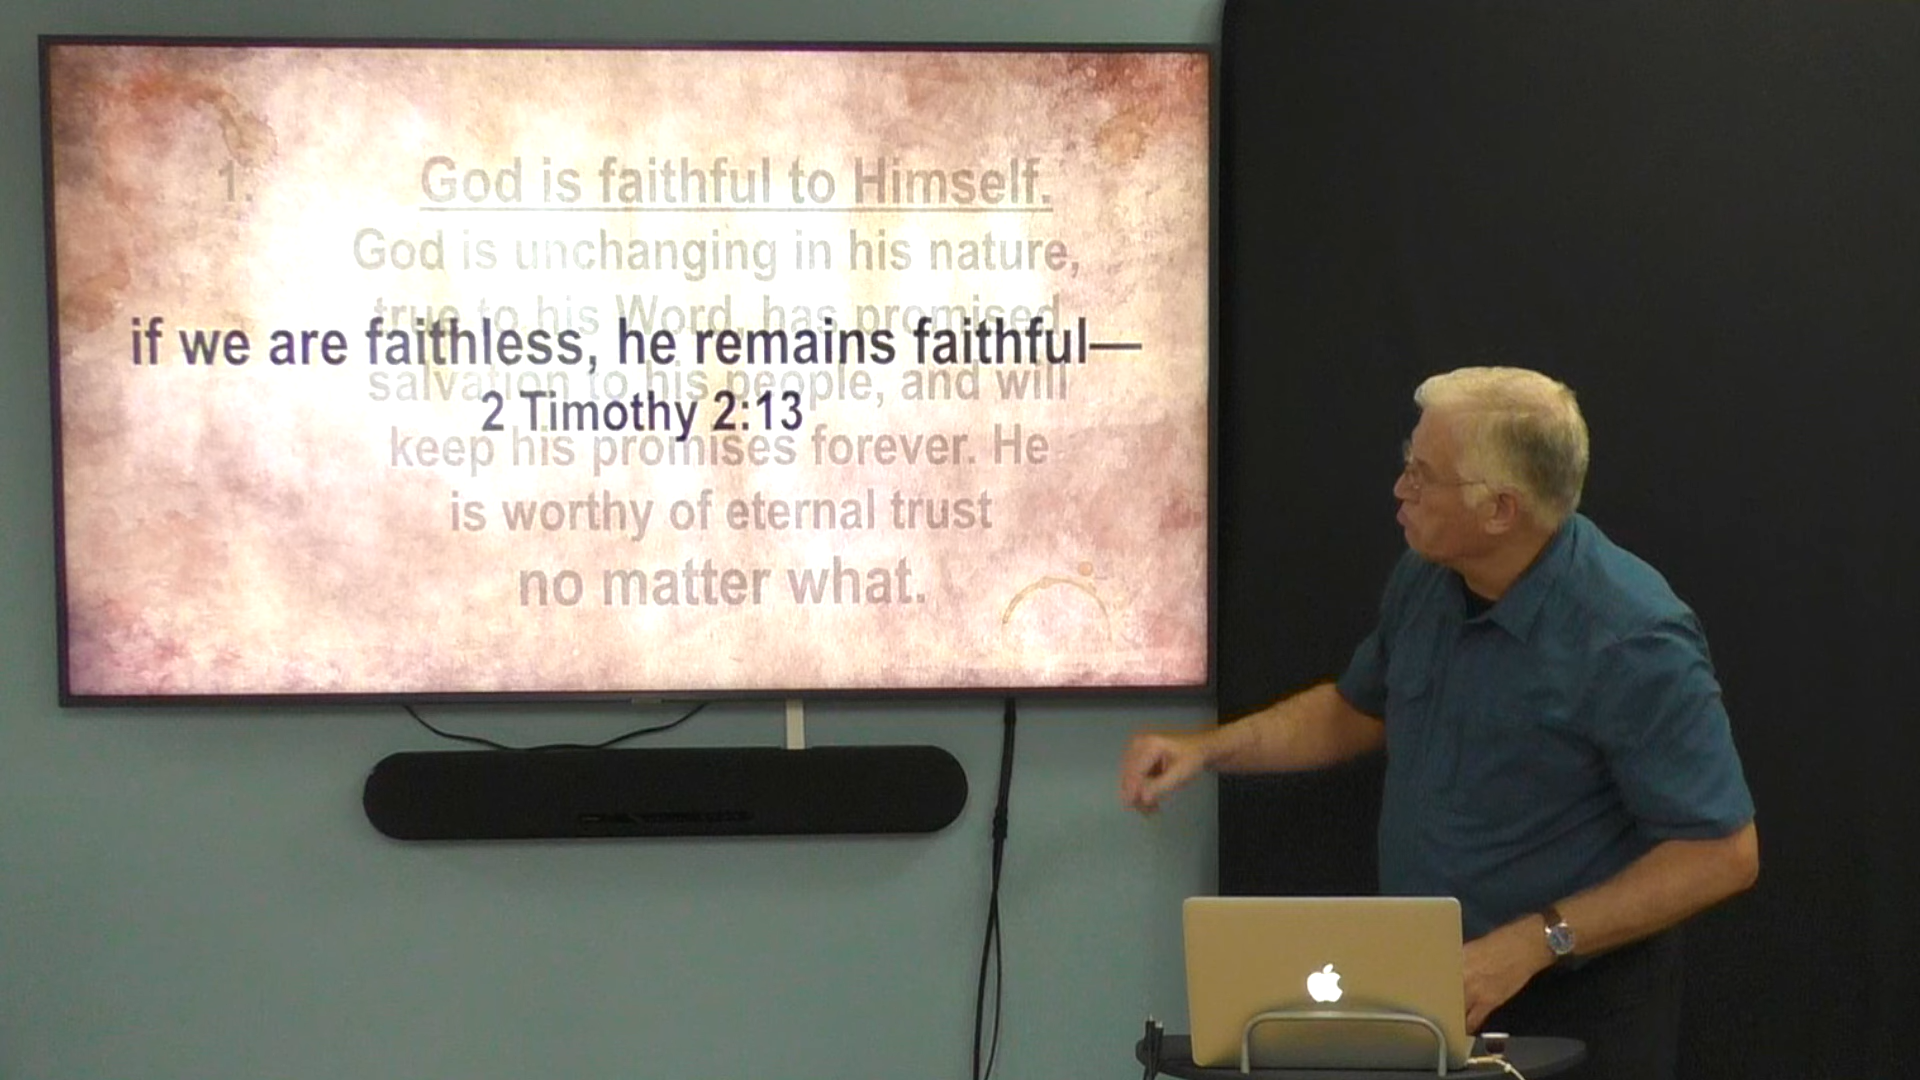 1. God is faithful to Himself.
God is unchanging in his nature,
true to his Word, has promised
if we are faithless, he remains faithful—
salvation to his people, and will
2 Timothy 2:13
keep his promises forever. He
is worthy of eternal trust
no matter what.